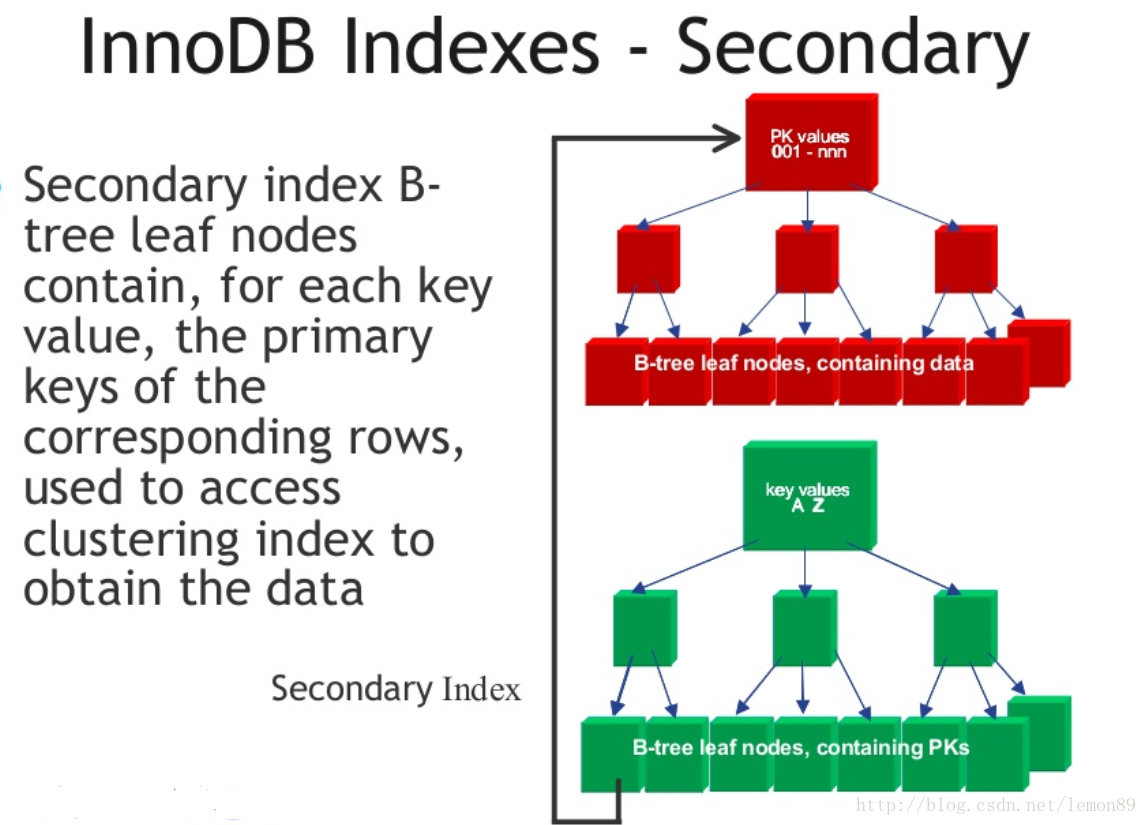 InnoDB Indexes - Secondary
Secondary index B-
tree leaf nodes
contain, for each key
value, the primary
keys of the
corresponding rows,
used to access
clustering index to
obtain the data
Secondary Index
PK values
001 - nnn
B-tree leaf nodes, containing data
key values
A Z
B-tree leaf nodes, containing PKs
http://blog.csdn.net/lemon89